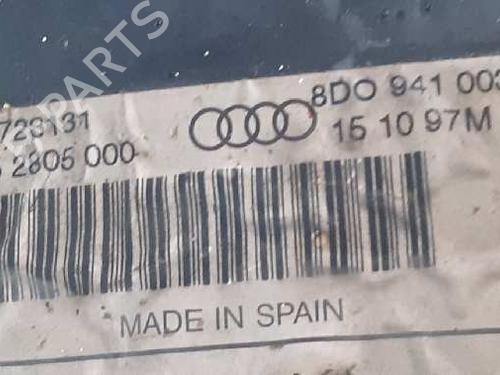 PARTS
723131
8D0 941 003
2805 000
15 10 97M
MADE IN SPAIN